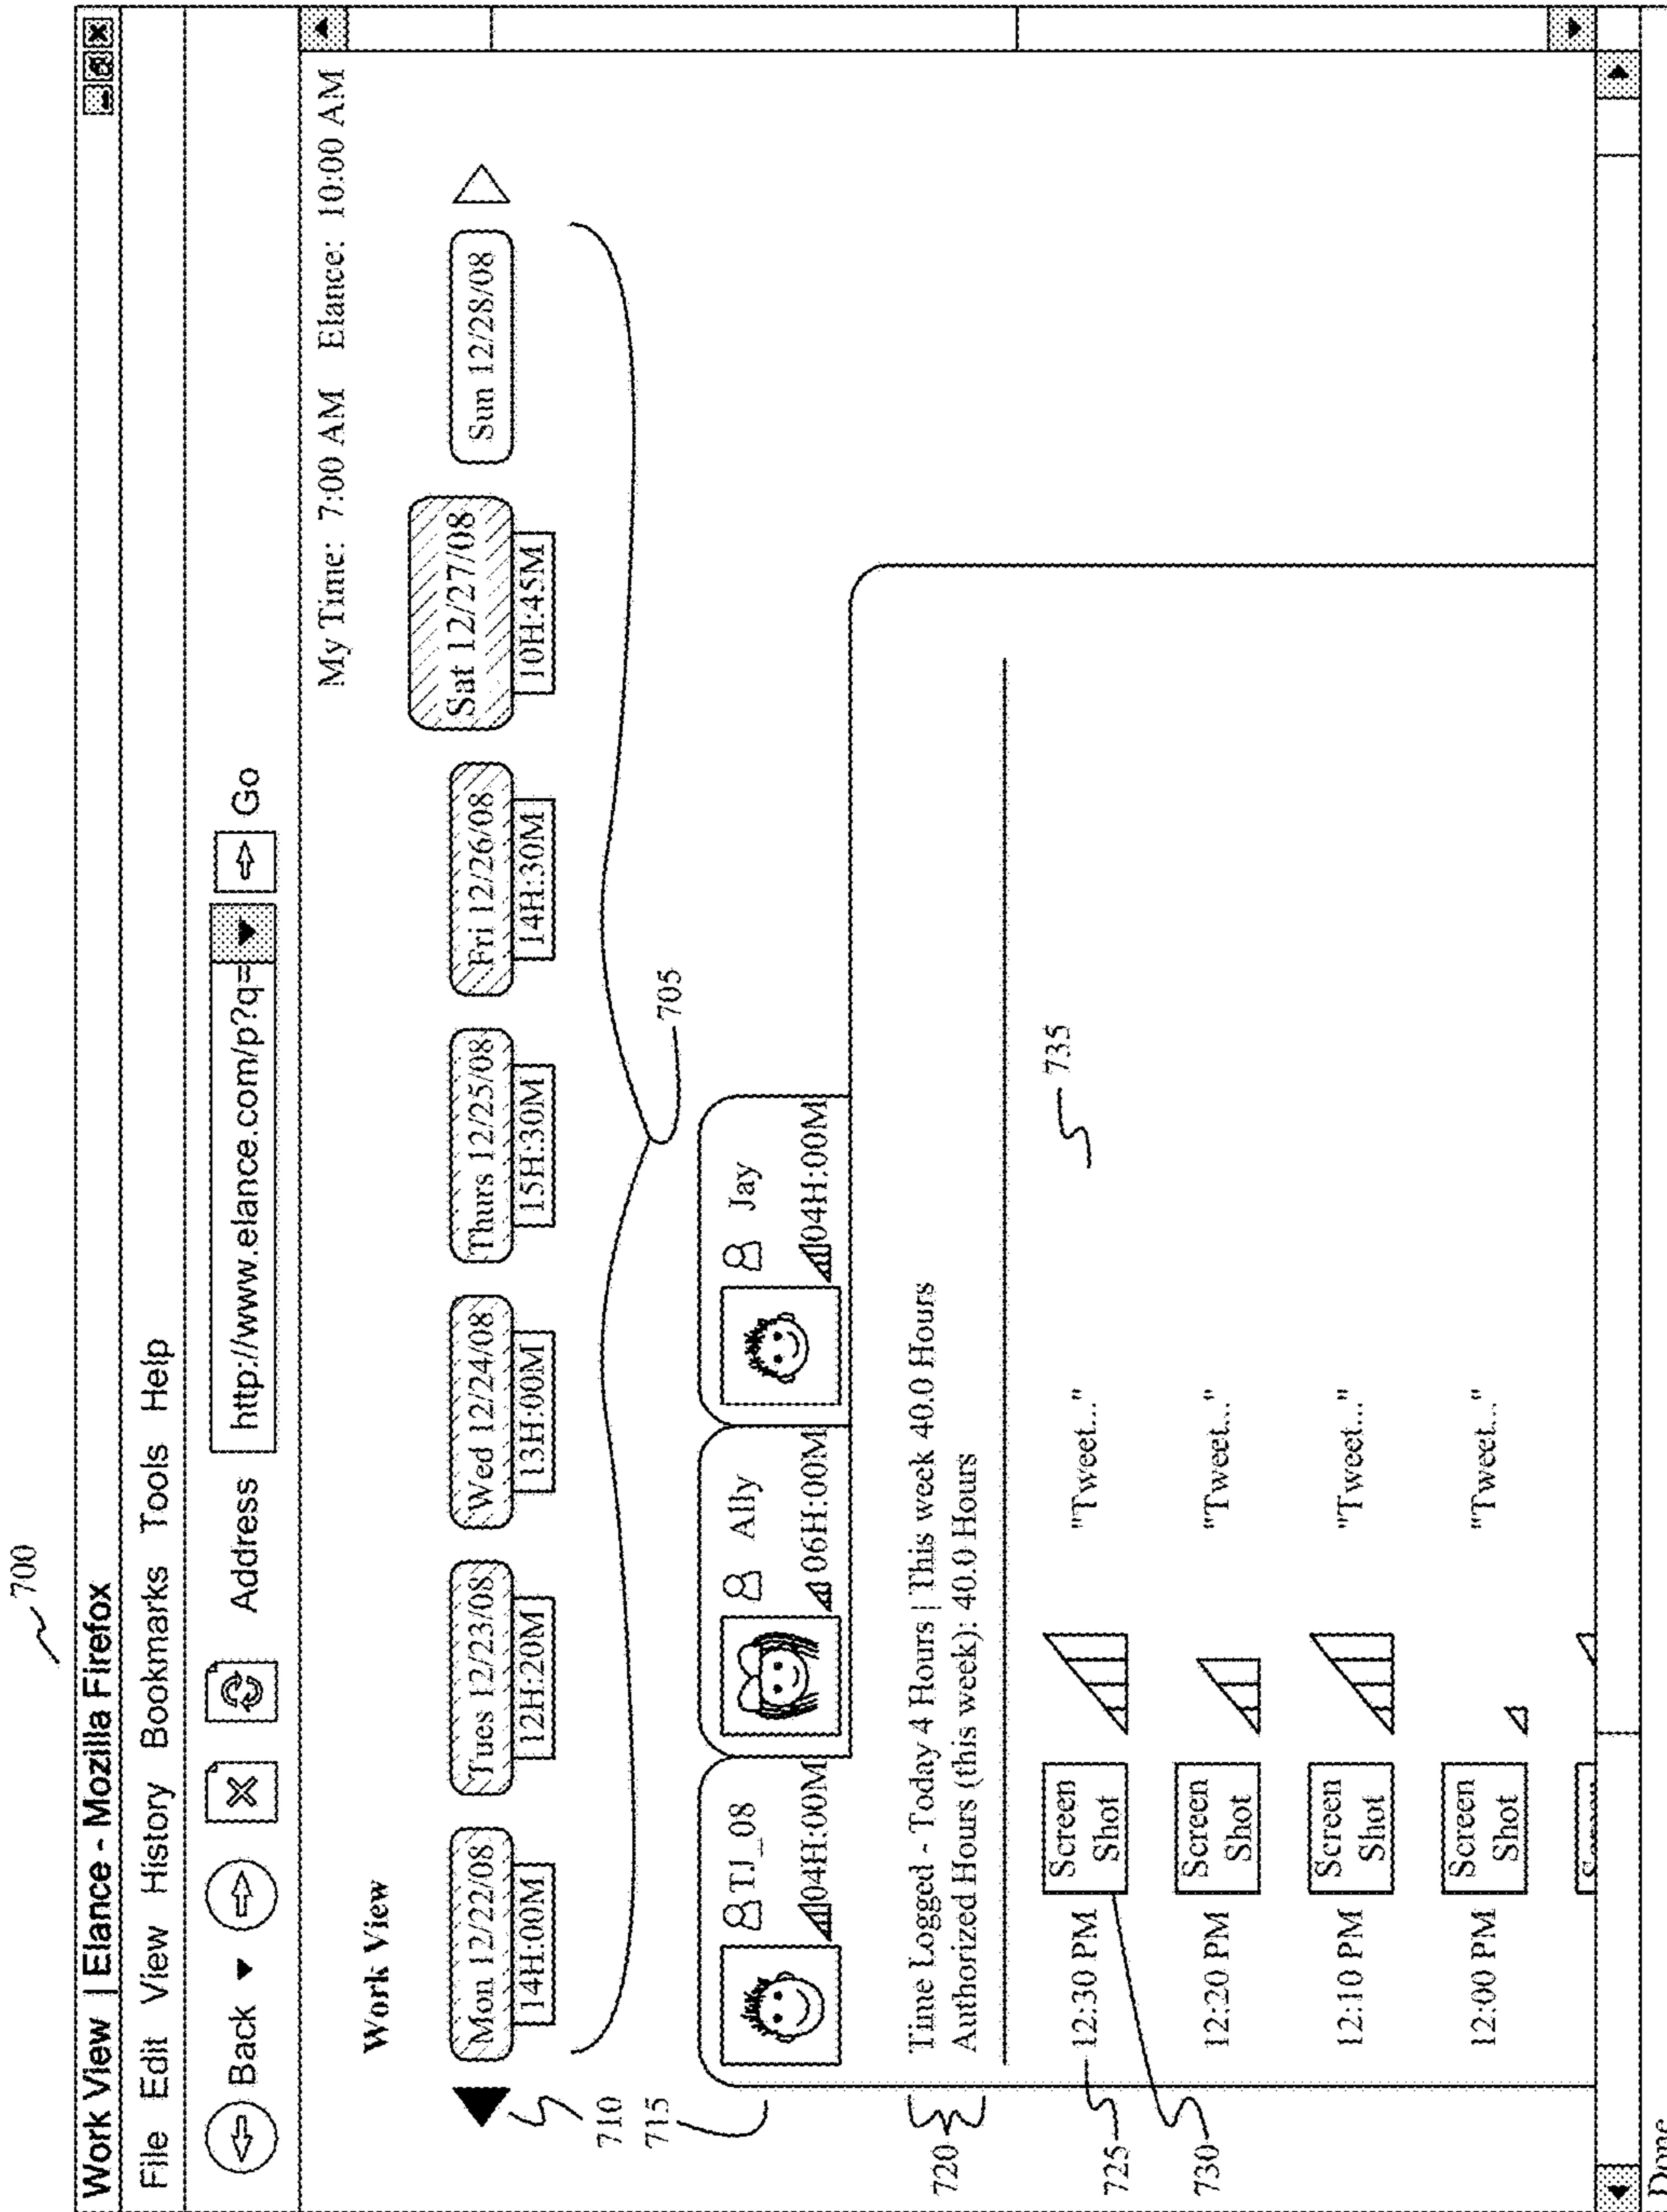 700
Work View | Elance - Mozilla Firefox
File Edit View History Bookmarks Tools Help
Back Address http://www.elance.com/p?q= Go
My Time: 7:00 AM Elance: 10:00 AM
Work View
Mon 12/22/08 Tues 12/23/08 Wed 12/24/08 Thurs 12/25/08 Fri 12/26/08 Sat 12/27/08 Sun 12/28/08
14H:00M 12H:20M 13H:00M 15H:30M 14H:30M 10H:45M
710
705
715
TJ_08 Ally Jay
04H:00M 06H:00M 04H:00M
720
Time Logged - Today 4 Hours | This week 40.0 Hours
Authorized Hours (this week): 40.0 Hours
735
725
12:30 PM Screen Shot "Tweet..."
730
12:20 PM Screen Shot "Tweet..."
12:10 PM Screen Shot "Tweet..."
12:00 PM Screen Shot "Tweet..."
Done